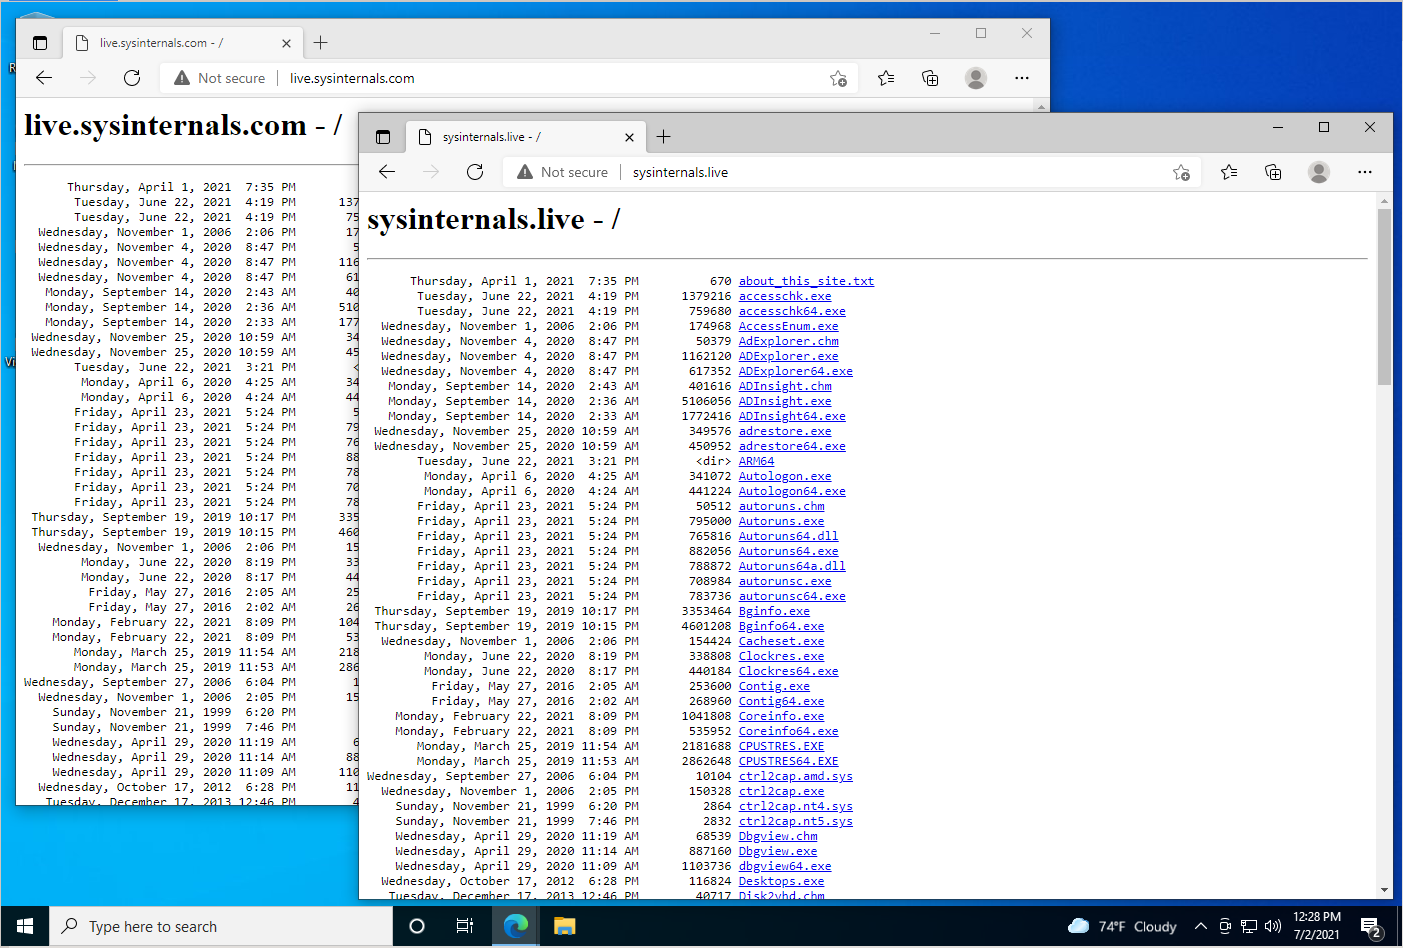 live.sysinternals.com - /
Not secure
live.sysinternals.com
live.sysinternals.com - /
Thursday, April 1, 2021 7:35 PM
Tuesday, June 22, 2021 4:19 PM 137
Tuesday, June 22, 2021 4:19 PM 75
Wednesday, November 1, 2006 2:06 PM 17
Wednesday, November 4, 2020 8:47 PM 5
Wednesday, November 4, 2020 8:47 PM 116
Wednesday, November 4, 2020 8:47 PM 61
Monday, September 14, 2020 2:43 AM 40
Monday, September 14, 2020 2:36 AM 510
Monday, September 14, 2020 2:33 AM 177
Wednesday, November 25, 2020 10:59 AM 34
Wednesday, November 25, 2020 10:59 AM 45
Tuesday, June 22, 2021 3:21 PM <
Monday, April 6, 2020 4:25 AM 34
Monday, April 6, 2020 4:24 AM 44
Friday, April 23, 2021 5:24 PM 5
Friday, April 23, 2021 5:24 PM 79
Friday, April 23, 2021 5:24 PM 76
Friday, April 23, 2021 5:24 PM 88
Friday, April 23, 2021 5:24 PM 78
Friday, April 23, 2021 5:24 PM 70
Friday, April 23, 2021 5:24 PM 78
Thursday, September 19, 2019 10:17 PM 335
Thursday, September 19, 2019 10:15 PM 460
Wednesday, November 1, 2006 2:06 PM 15
Monday, June 22, 2020 8:19 PM 33
Monday, June 22, 2020 8:17 PM 44
Friday, May 27, 2016 2:05 AM 25
Friday, May 27, 2016 2:02 AM 26
Monday, February 22, 2021 8:09 PM 104
Monday, February 22, 2021 8:09 PM 53
Monday, March 25, 2019 11:54 AM 218
Monday, March 25, 2019 11:53 AM 286
Wednesday, September 27, 2006 6:04 PM 1
Wednesday, November 1, 2006 2:05 PM 15
Sunday, November 21, 1999 6:20 PM
Sunday, November 21, 1999 7:46 PM
Wednesday, April 29, 2020 11:19 AM 6
Wednesday, April 29, 2020 11:14 AM 88
Wednesday, April 29, 2020 11:09 AM 110
Wednesday, October 17, 2012 6:28 PM 11
Tuesday, December 17, 2013 12:46 PM 4
sysinternals.live - /
Not secure
sysinternals.live
sysinternals.live - /
Thursday, April 1, 2021 7:35 PM 670 about_this_site.txt
Tuesday, June 22, 2021 4:19 PM 1379216 accesschk.exe
Tuesday, June 22, 2021 4:19 PM 759680 accesschk64.exe
Wednesday, November 1, 2006 2:06 PM 174968 AccessEnum.exe
Wednesday, November 4, 2020 8:47 PM 50379 AdExplorer.chm
Wednesday, November 4, 2020 8:47 PM 1162120 ADExplorer.exe
Wednesday, November 4, 2020 8:47 PM 617352 ADExplorer64.exe
Monday, September 14, 2020 2:43 AM 401616 ADInsight.chm
Monday, September 14, 2020 2:36 AM 5106056 ADInsight.exe
Monday, September 14, 2020 2:33 AM 1772416 ADInsight64.exe
Wednesday, November 25, 2020 10:59 AM 349576 adrestore.exe
Wednesday, November 25, 2020 10:59 AM 450952 adrestore64.exe
Tuesday, June 22, 2021 3:21 PM <dir> ARM64
Monday, April 6, 2020 4:25 AM 341072 Autologon.exe
Monday, April 6, 2020 4:24 AM 441224 Autologon64.exe
Friday, April 23, 2021 5:24 PM 50512 autoruns.chm
Friday, April 23, 2021 5:24 PM 795000 Autoruns.exe
Friday, April 23, 2021 5:24 PM 765816 Autoruns64.dll
Friday, April 23, 2021 5:24 PM 882056 Autoruns64.exe
Friday, April 23, 2021 5:24 PM 788872 Autoruns64a.dll
Friday, April 23, 2021 5:24 PM 708984 autorunsc.exe
Friday, April 23, 2021 5:24 PM 783736 autorunsc64.exe
Thursday, September 19, 2019 10:17 PM 3353464 Bginfo.exe
Thursday, September 19, 2019 10:15 PM 4601208 Bginfo64.exe
Wednesday, November 1, 2006 2:06 PM 154424 Cacheset.exe
Monday, June 22, 2020 8:19 PM 338808 Clockres.exe
Monday, June 22, 2020 8:17 PM 440184 Clockres64.exe
Friday, May 27, 2016 2:05 AM 253600 Contig.exe
Friday, May 27, 2016 2:02 AM 268960 Contig64.exe
Monday, February 22, 2021 8:09 PM 1041808 Coreinfo.exe
Monday, February 22, 2021 8:09 PM 535952 Coreinfo64.exe
Monday, March 25, 2019 11:54 AM 2181688 CPUSTRES.EXE
Monday, March 25, 2019 11:53 AM 2862648 CPUSTRES64.EXE
Wednesday, September 27, 2006 6:04 PM 10104 ctrl2cap.amd.sys
Wednesday, November 1, 2006 2:05 PM 150328 ctrl2cap.exe
Sunday, November 21, 1999 6:20 PM 2864 ctrl2cap.nt4.sys
Sunday, November 21, 1999 7:46 PM 2832 ctrl2cap.nt5.sys
Wednesday, April 29, 2020 11:19 AM 68539 Dbgview.chm
Wednesday, April 29, 2020 11:14 AM 887160 Dbgview.exe
Wednesday, April 29, 2020 11:09 AM 1103736 dbgview64.exe
Wednesday, October 17, 2012 6:28 PM 116824 Desktops.exe
Tuesday, December 17, 2013 12:46 PM 40717 Disk2vhd.chm
Type here to search
74°F Cloudy
12:28 PM
7/2/2021
2